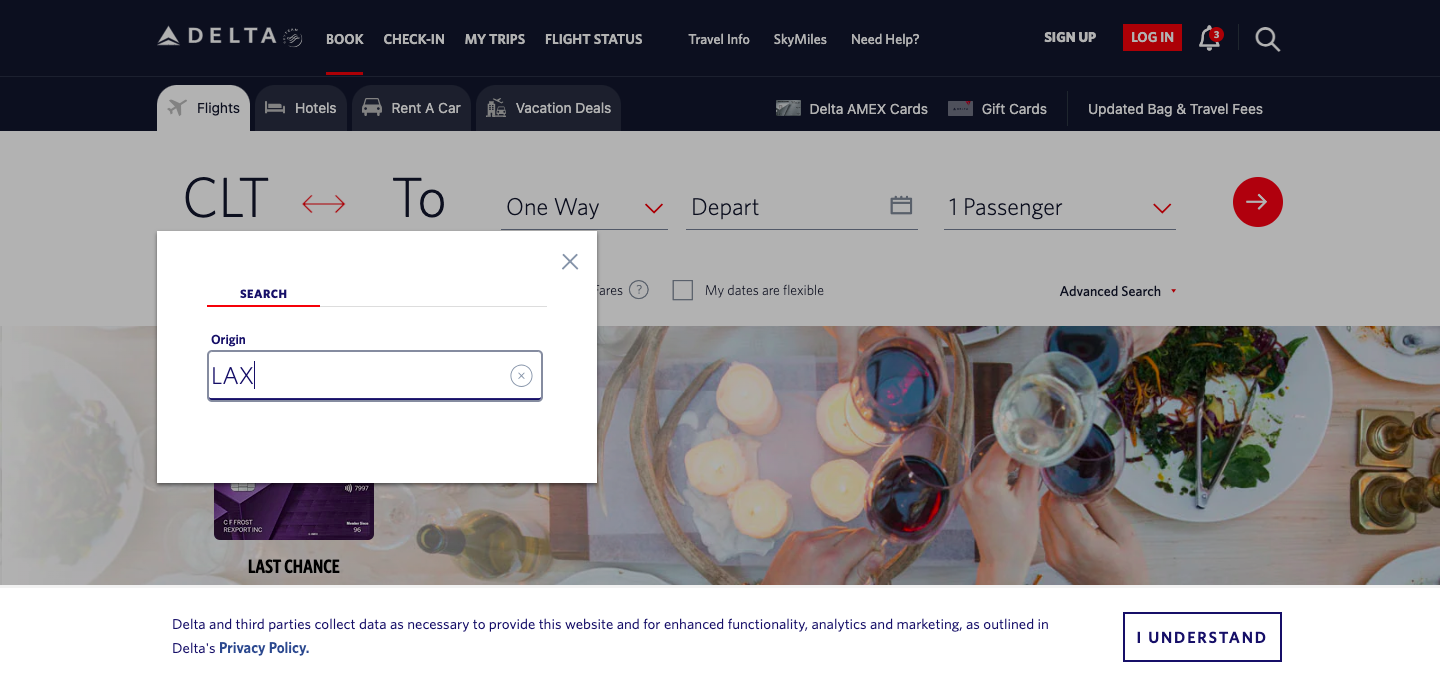 DELTA
BOOK CHECK-IN MY TRIPS FLIGHT STATUS Travel Info SkyMiles Need Help? SIGN UP LOG IN 3
Flights Hotels Rent A Car Vacation Deals Delta AMEX Cards Gift Cards Updated Bag & Travel Fees
CLT To One Way Depart 1 Passenger
Fares ? My dates are flexible Advanced Search
SEARCH
Origin
LAX
7997
C F FROST
REXPORT INC
Member Since
96
LAST CHANCE
Delta and third parties collect data as necessary to provide this website and for enhanced functionality, analytics and marketing, as outlined in
Delta's Privacy Policy.
I UNDERSTAND